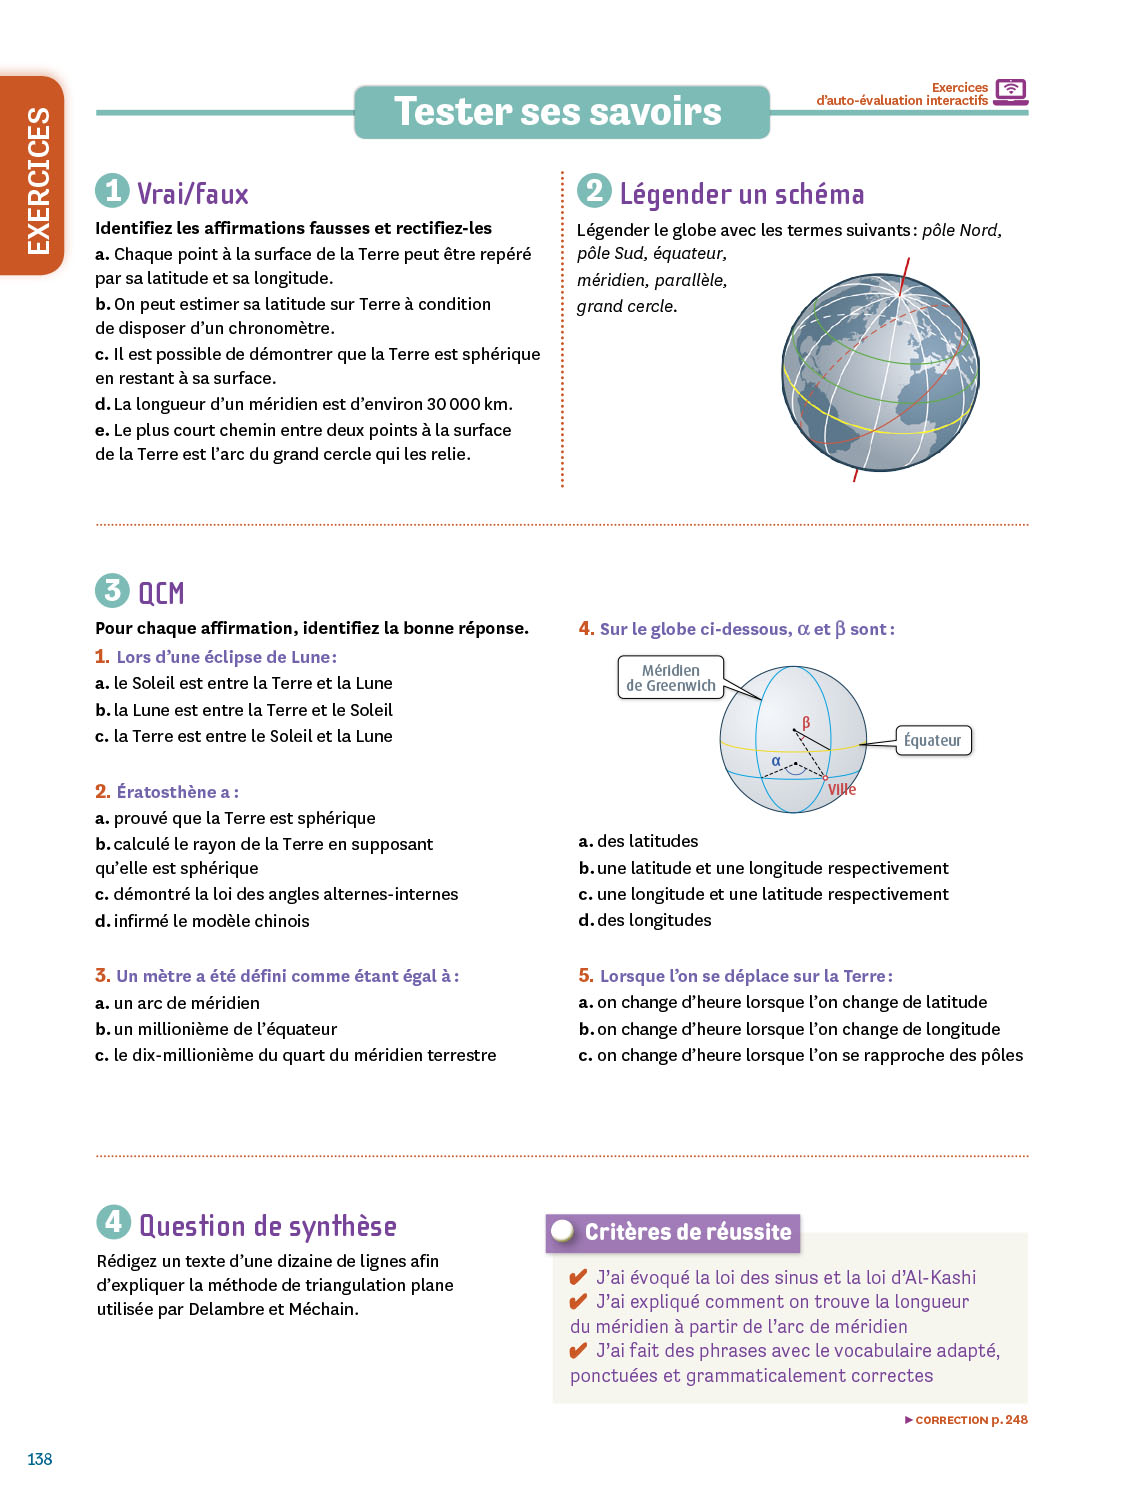 EXERCICES
Exercices
d'auto-évaluation interactifs
Tester ses savoirs
1 Vrai/faux
Identifiez les affirmations fausses et rectifiez-les
a. Chaque point à la surface de la Terre peut être repéré
par sa latitude et sa longitude.
b. On peut estimer sa latitude sur Terre à condition
de disposer d'un chronomètre.
c. Il est possible de démontrer que la Terre est sphérique
en restant à sa surface.
d. La longueur d'un méridien est d'environ 30 000 km.
e. Le plus court chemin entre deux points à la surface
de la Terre est l'arc du grand cercle qui les relie.
2 Légender un schéma
Légender le globe avec les termes suivants : pôle Nord,
pôle Sud, équateur,
méridien, parallèle,
grand cercle.
3 QCM
Pour chaque affirmation, identifiez la bonne réponse.
1. Lors d'une éclipse de Lune :
a. le Soleil est entre la Terre et la Lune
b. la Lune est entre la Terre et le Soleil
c. la Terre est entre le Soleil et la Lune
2. Ératosthène a :
a. prouvé que la Terre est sphérique
b. calculé le rayon de la Terre en supposant
qu'elle est sphérique
c. démontré la loi des angles alternes-internes
d. infirmé le modèle chinois
3. Un mètre a été défini comme étant égal à :
a. un arc de méridien
b. un millionième de l'équateur
c. le dix-millionième du quart du méridien terrestre
4. Sur le globe ci-dessous, α et β sont :
Méridien
de Greenwich
β
Équateur
α
Ville
a. des latitudes
b. une latitude et une longitude respectivement
c. une longitude et une latitude respectivement
d. des longitudes
5. Lorsque l'on se déplace sur la Terre :
a. on change d'heure lorsque l'on change de latitude
b. on change d'heure lorsque l'on change de longitude
c. on change d'heure lorsque l'on se rapproche des pôles
4 Question de synthèse
Rédigez un texte d'une dizaine de lignes afin
d'expliquer la méthode de triangulation plane
utilisée par Delambre et Méchain.
Critères de réussite
✔ J'ai évoqué la loi des sinus et la loi d'Al-Kashi
✔ J'ai expliqué comment on trouve la longueur
du méridien à partir de l'arc de méridien
✔ J'ai fait des phrases avec le vocabulaire adapté,
ponctuées et grammaticalement correctes
▶ CORRECTION p. 248
138